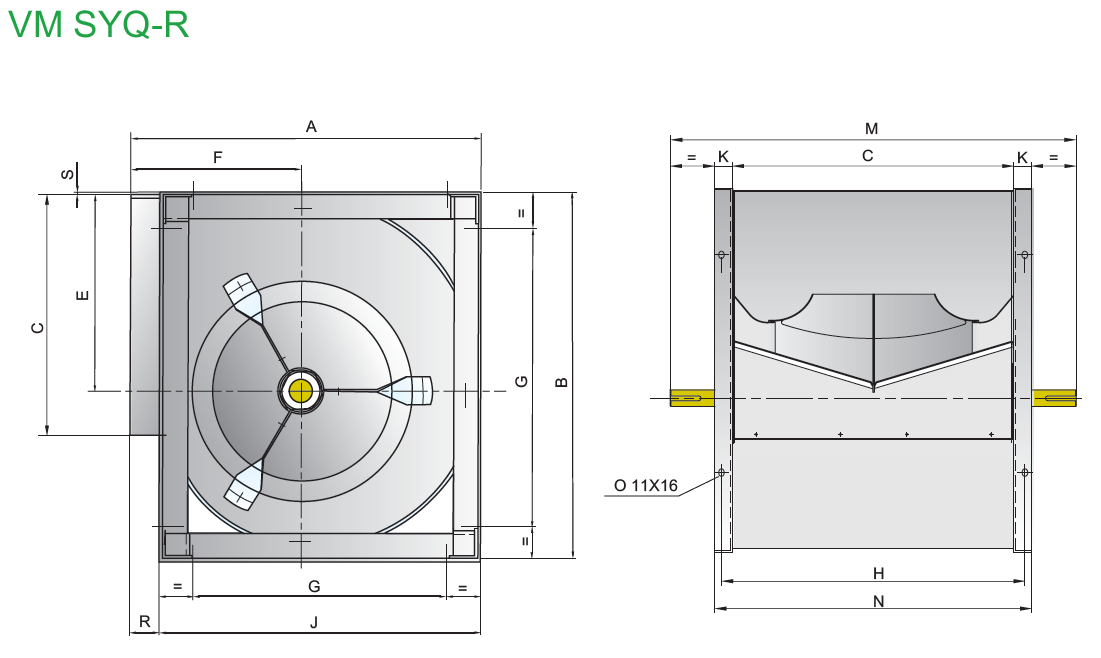 VM SYQ-R
A
M
F
= K C K =
S
=
E
C
G
B
O 11X16
=
= G =
H
R J
N